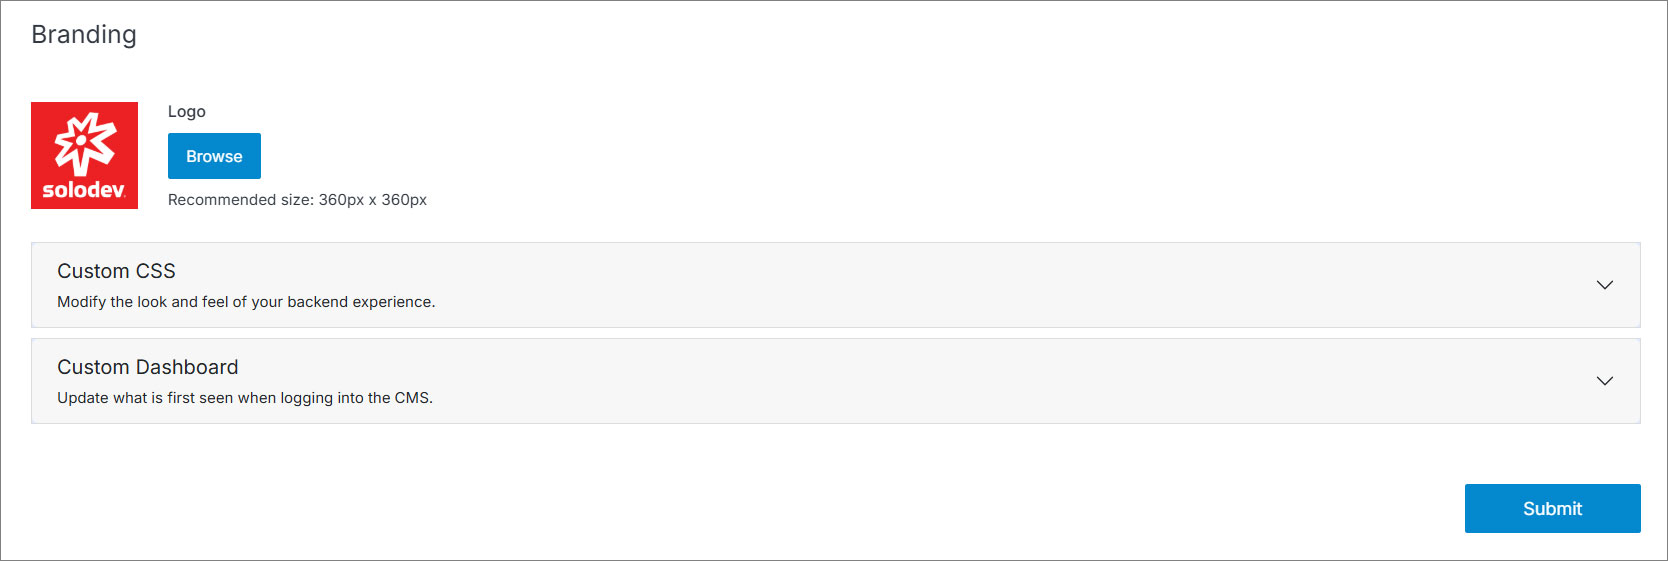 Branding
Logo
Browse
solodev
Recommended size: 360px x 360px
Custom CSS
Modify the look and feel of your backend experience.
Custom Dashboard
Update what is first seen when logging into the CMS.
Submit